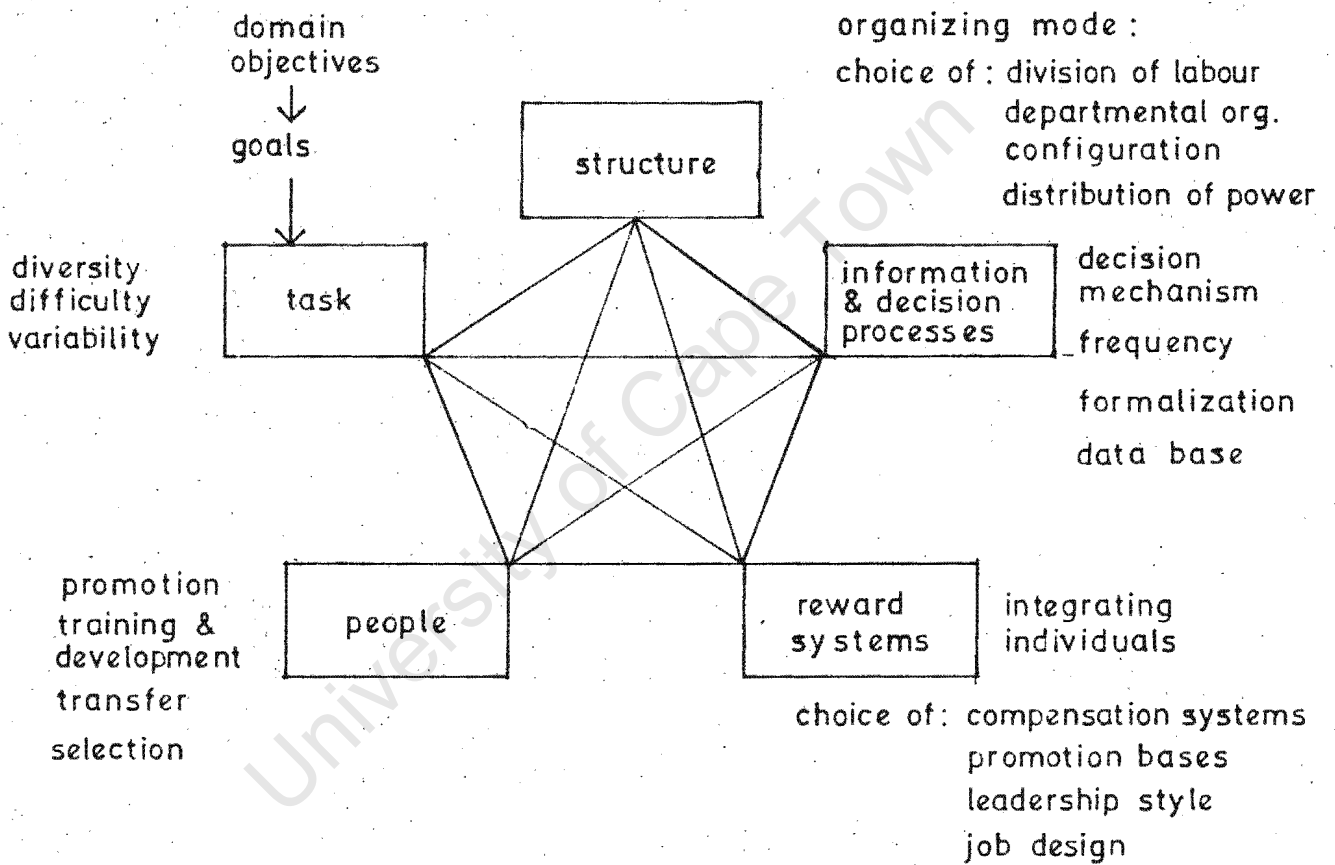 domain
objectives
goals
organizing mode :
choice of : division of labour
departmental org.
configuration
distribution of power
structure
diversity
difficulty
variability
task
information
& decision
processes
decision
mechanism
frequency
formalization
data base
promotion
training &
development
transfer
selection
people
reward
systems
integrating
individuals
choice of : compensation systems
promotion bases
leadership style
job design
University of Cape Town